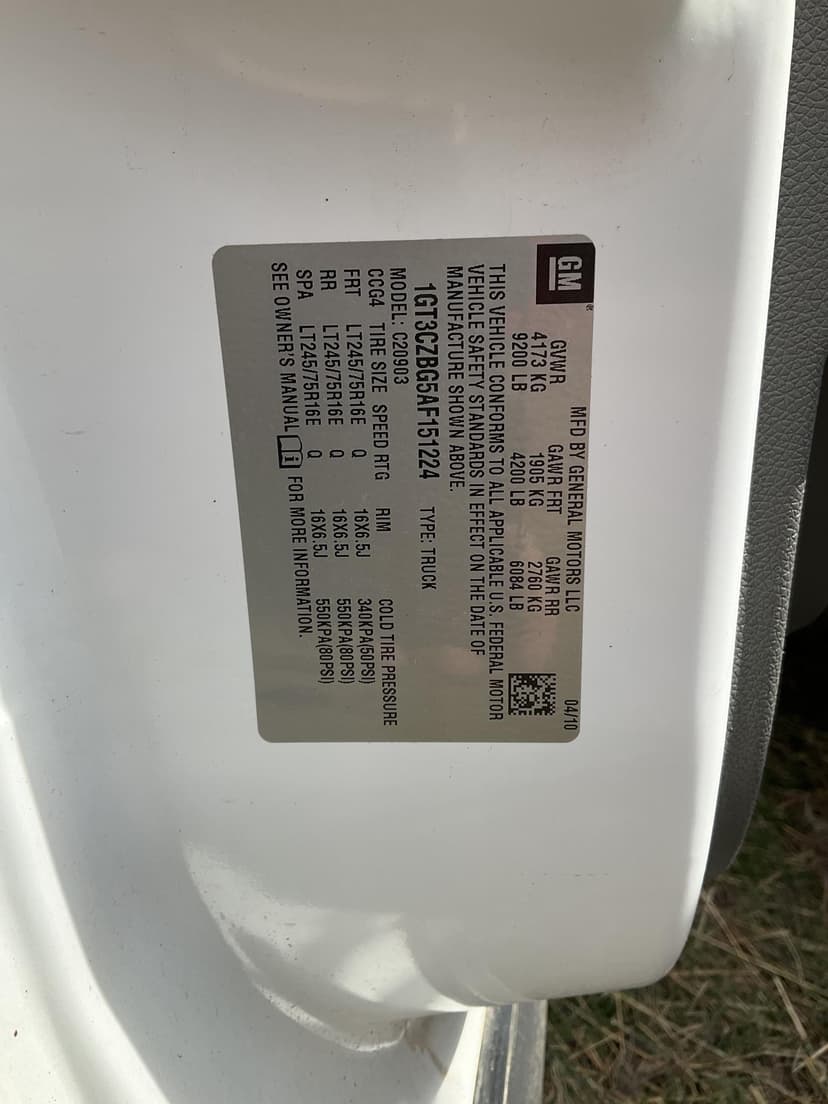 GM
®
MFD BY GENERAL MOTORS LLC 04/10
GVWR GAWR FRT GAWR RR
4173 KG 1905 KG 2760 KG
9200 LB 4200 LB 6084 LB
THIS VEHICLE CONFORMS TO ALL APPLICABLE U.S. FEDERAL MOTOR
VEHICLE SAFETY STANDARDS IN EFFECT ON THE DATE OF
MANUFACTURE SHOWN ABOVE.
1GT3CZBG5AF151224 TYPE: TRUCK
MODEL: C20903
CCG4 TIRE SIZE SPEED RTG RIM COLD TIRE PRESSURE
FRT LT245/75R16E Q 16X6.5J 340KPA(50PSI)
RR LT245/75R16E Q 16X6.5J 550KPA(80PSI)
SPA LT245/75R16E Q 16X6.5J 550KPA(80PSI)
SEE OWNER'S MANUAL i FOR MORE INFORMATION.